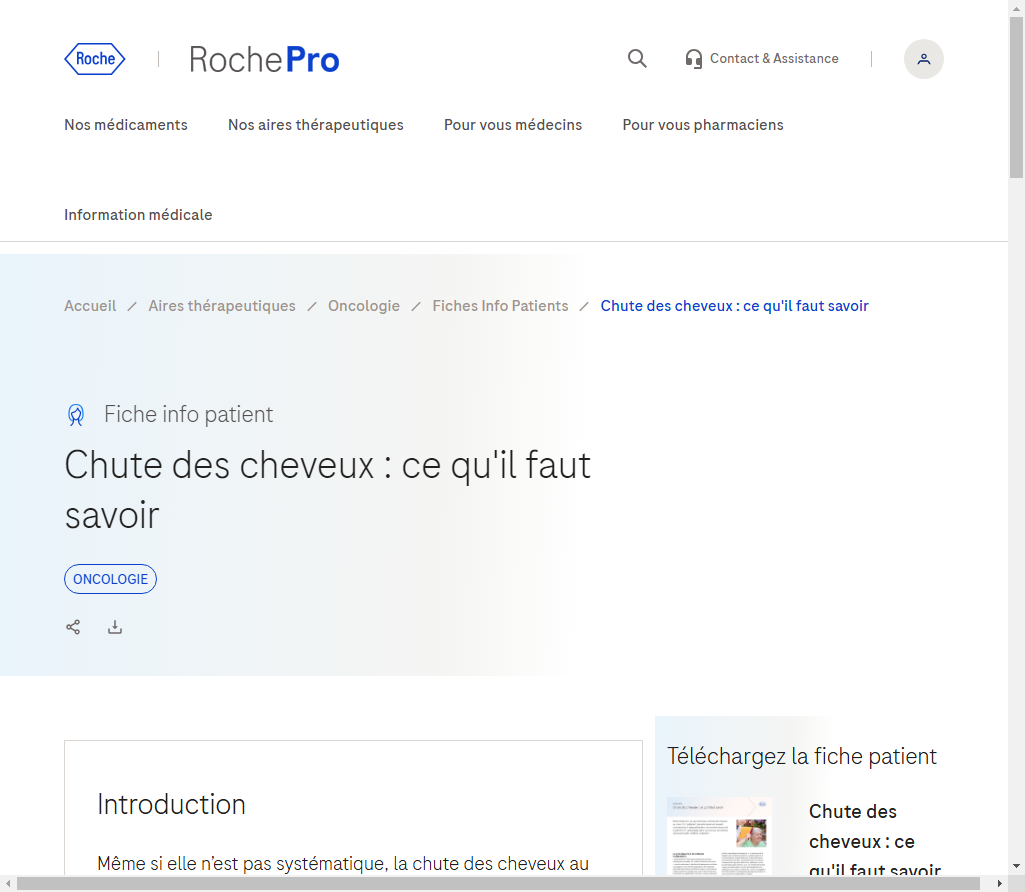 Roche
RochePro
Contact & Assistance
Nos médicaments
Nos aires thérapeutiques
Pour vous médecins
Pour vous pharmaciens
Information médicale
Accueil / Aires thérapeutiques / Oncologie / Fiches Info Patients / Chute des cheveux : ce qu'il faut savoir
Fiche info patient
Chute des cheveux : ce qu'il faut
savoir
ONCOLOGIE
Introduction
Même si elle n’est pas systématique, la chute des cheveux au
Téléchargez la fiche patient
Chute des
cheveux : ce
qu'il faut savoir